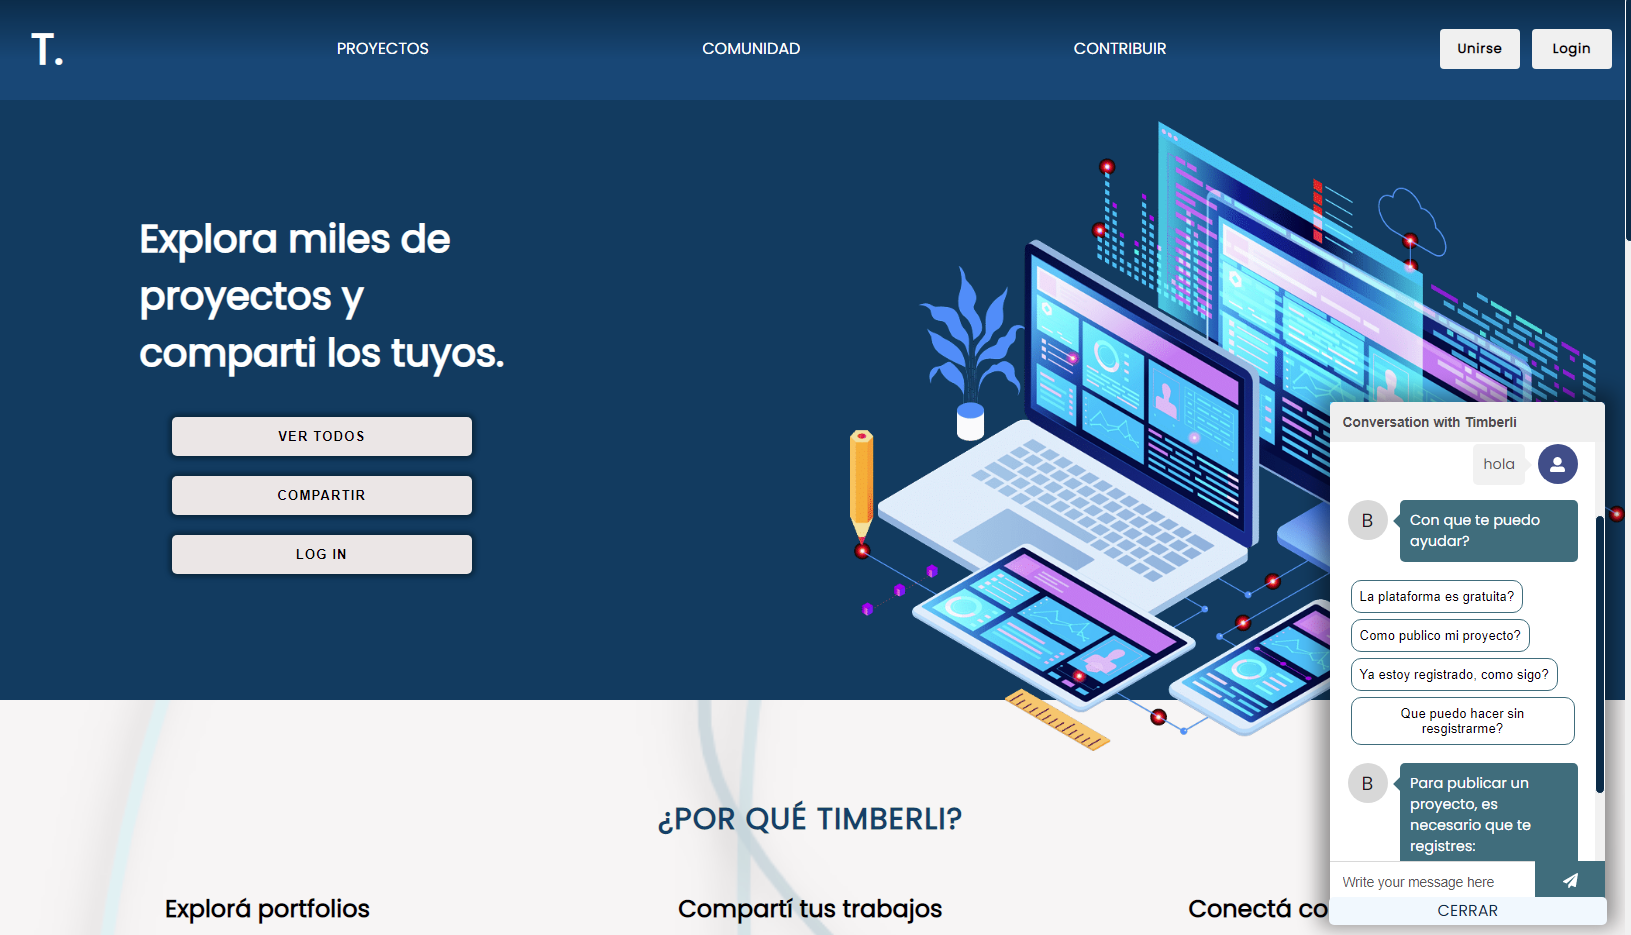 T.
PROYECTOS
COMUNIDAD
CONTRIBUIR
Unirse
Login
Explora miles de
proyectos y
comparti los tuyos.
VER TODOS
COMPARTIR
LOG IN
¿POR QUÉ TIMBERLI?
Explorá portfolios
Compartí tus trabajos
Conectá co
Conversation with Timberli
hola
B
Con que te puedo
ayudar?
La plataforma es gratuita?
Como publico mi proyecto?
Ya estoy registrado, como sigo?
Que puedo hacer sin
resgistrarme?
B
Para publicar un
proyecto, es
necesario que te
registres:
Write your message here
CERRAR